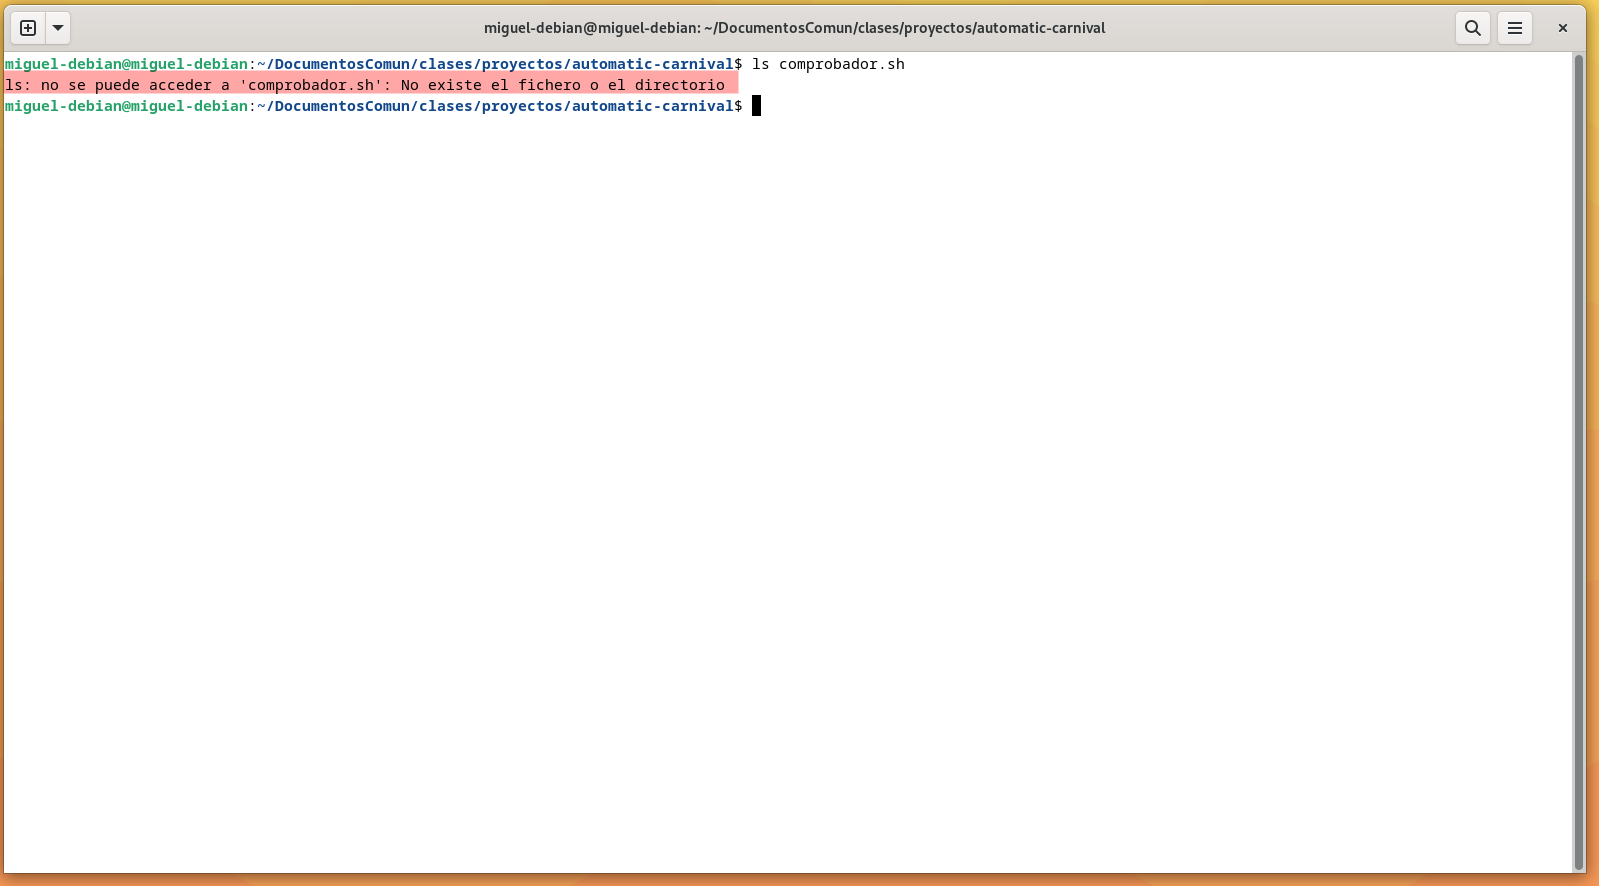 miguel-debian@miguel-debian: ~/DocumentosComun/clases/proyectos/automatic-carnival
miguel-debian@miguel-debian:~/DocumentosComun/clases/proyectos/automatic-carnival$ ls comprobador.sh
ls: no se puede acceder a 'comprobador.sh': No existe el fichero o el directorio
miguel-debian@miguel-debian:~/DocumentosComun/clases/proyectos/automatic-carnival$